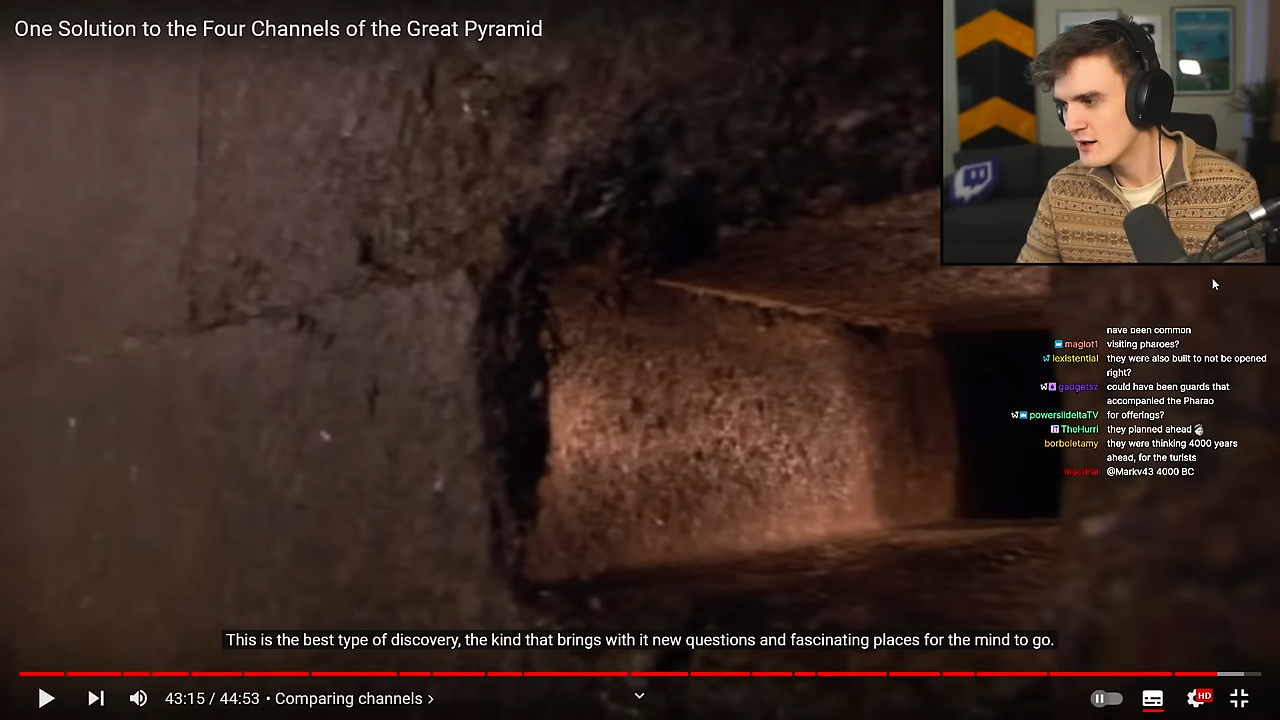 One Solution to the Four Channels of the Great Pyramid
have been common
maglot1 visiting pharoes?
lexistential they were also built to not be opened
right?
gadgetsz could have been guards that
accompanied the Pharao
powerslideltaTV for offerings?
TheHurri they planned ahead
borboletamy they were thinking 4000 years
ahead, for the turists
macdrai @Markv43 4000 BC
This is the best type of discovery, the kind that brings with it new questions and fascinating places for the mind to go.
43:15 / 44:53 • Comparing channels ›
HD